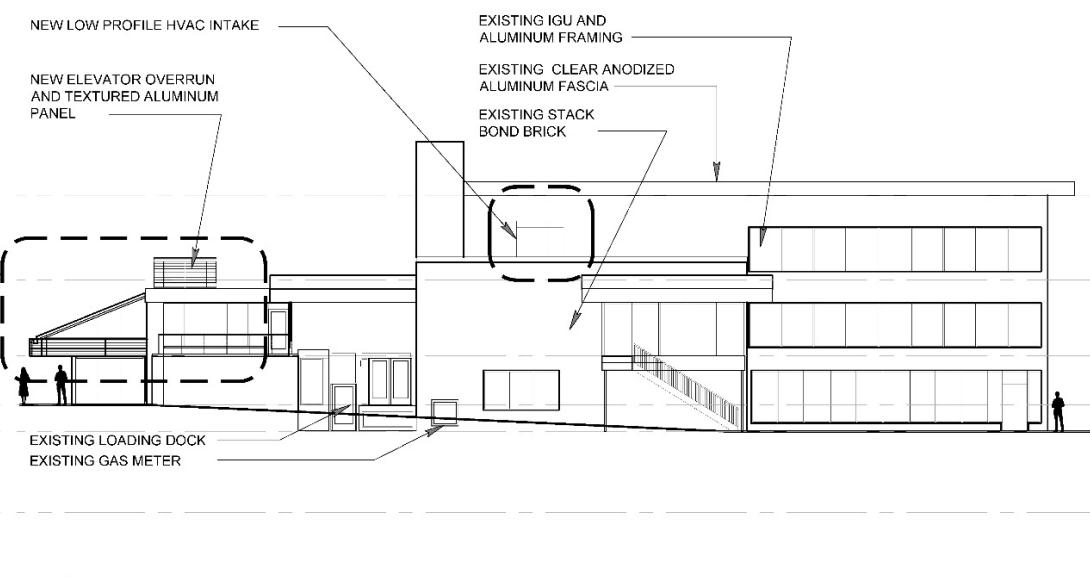 NEW LOW PROFILE HVAC INTAKE
NEW ELEVATOR OVERRUN
AND TEXTURED ALUMINUM
PANEL
EXISTING IGU AND
ALUMINUM FRAMING
EXISTING CLEAR ANODIZED
ALUMINUM FASCIA
EXISTING STACK
BOND BRICK
EXISTING LOADING DOCK
EXISTING GAS METER